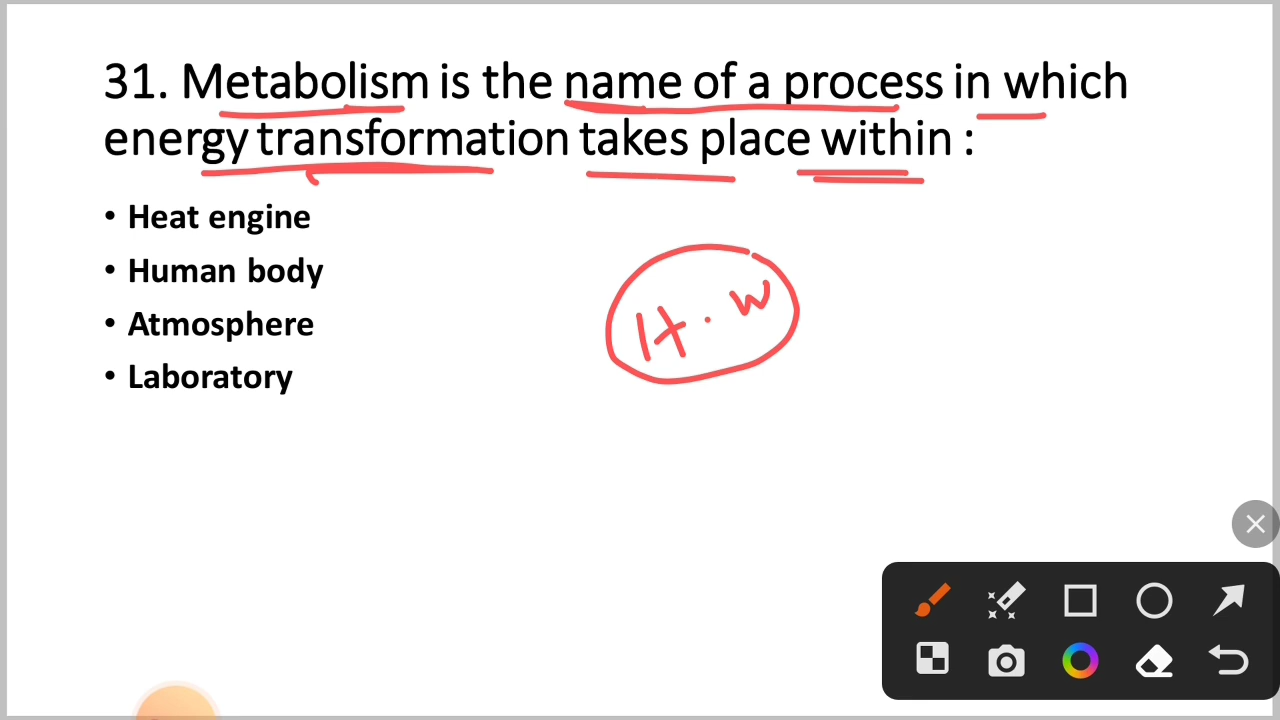 31. Metabolism is the name of a process in which
energy transformation takes place within :
• Heat engine
• Human body
• Atmosphere
• Laboratory
H.W